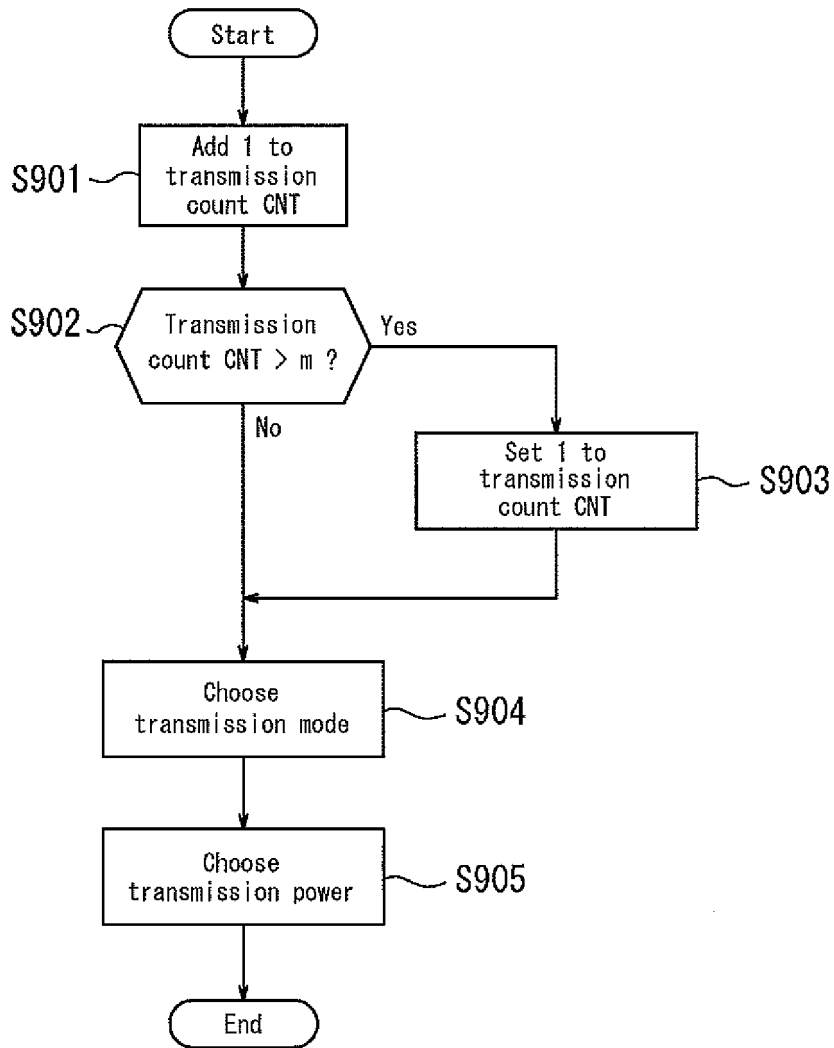 Start
Add 1 to
transmission
count CNT
S901
Transmission
count CNT > m ?
S902
Yes
No
Set 1 to
transmission
count CNT
S903
Choose
transmission mode
S904
Choose
transmission power
S905
End